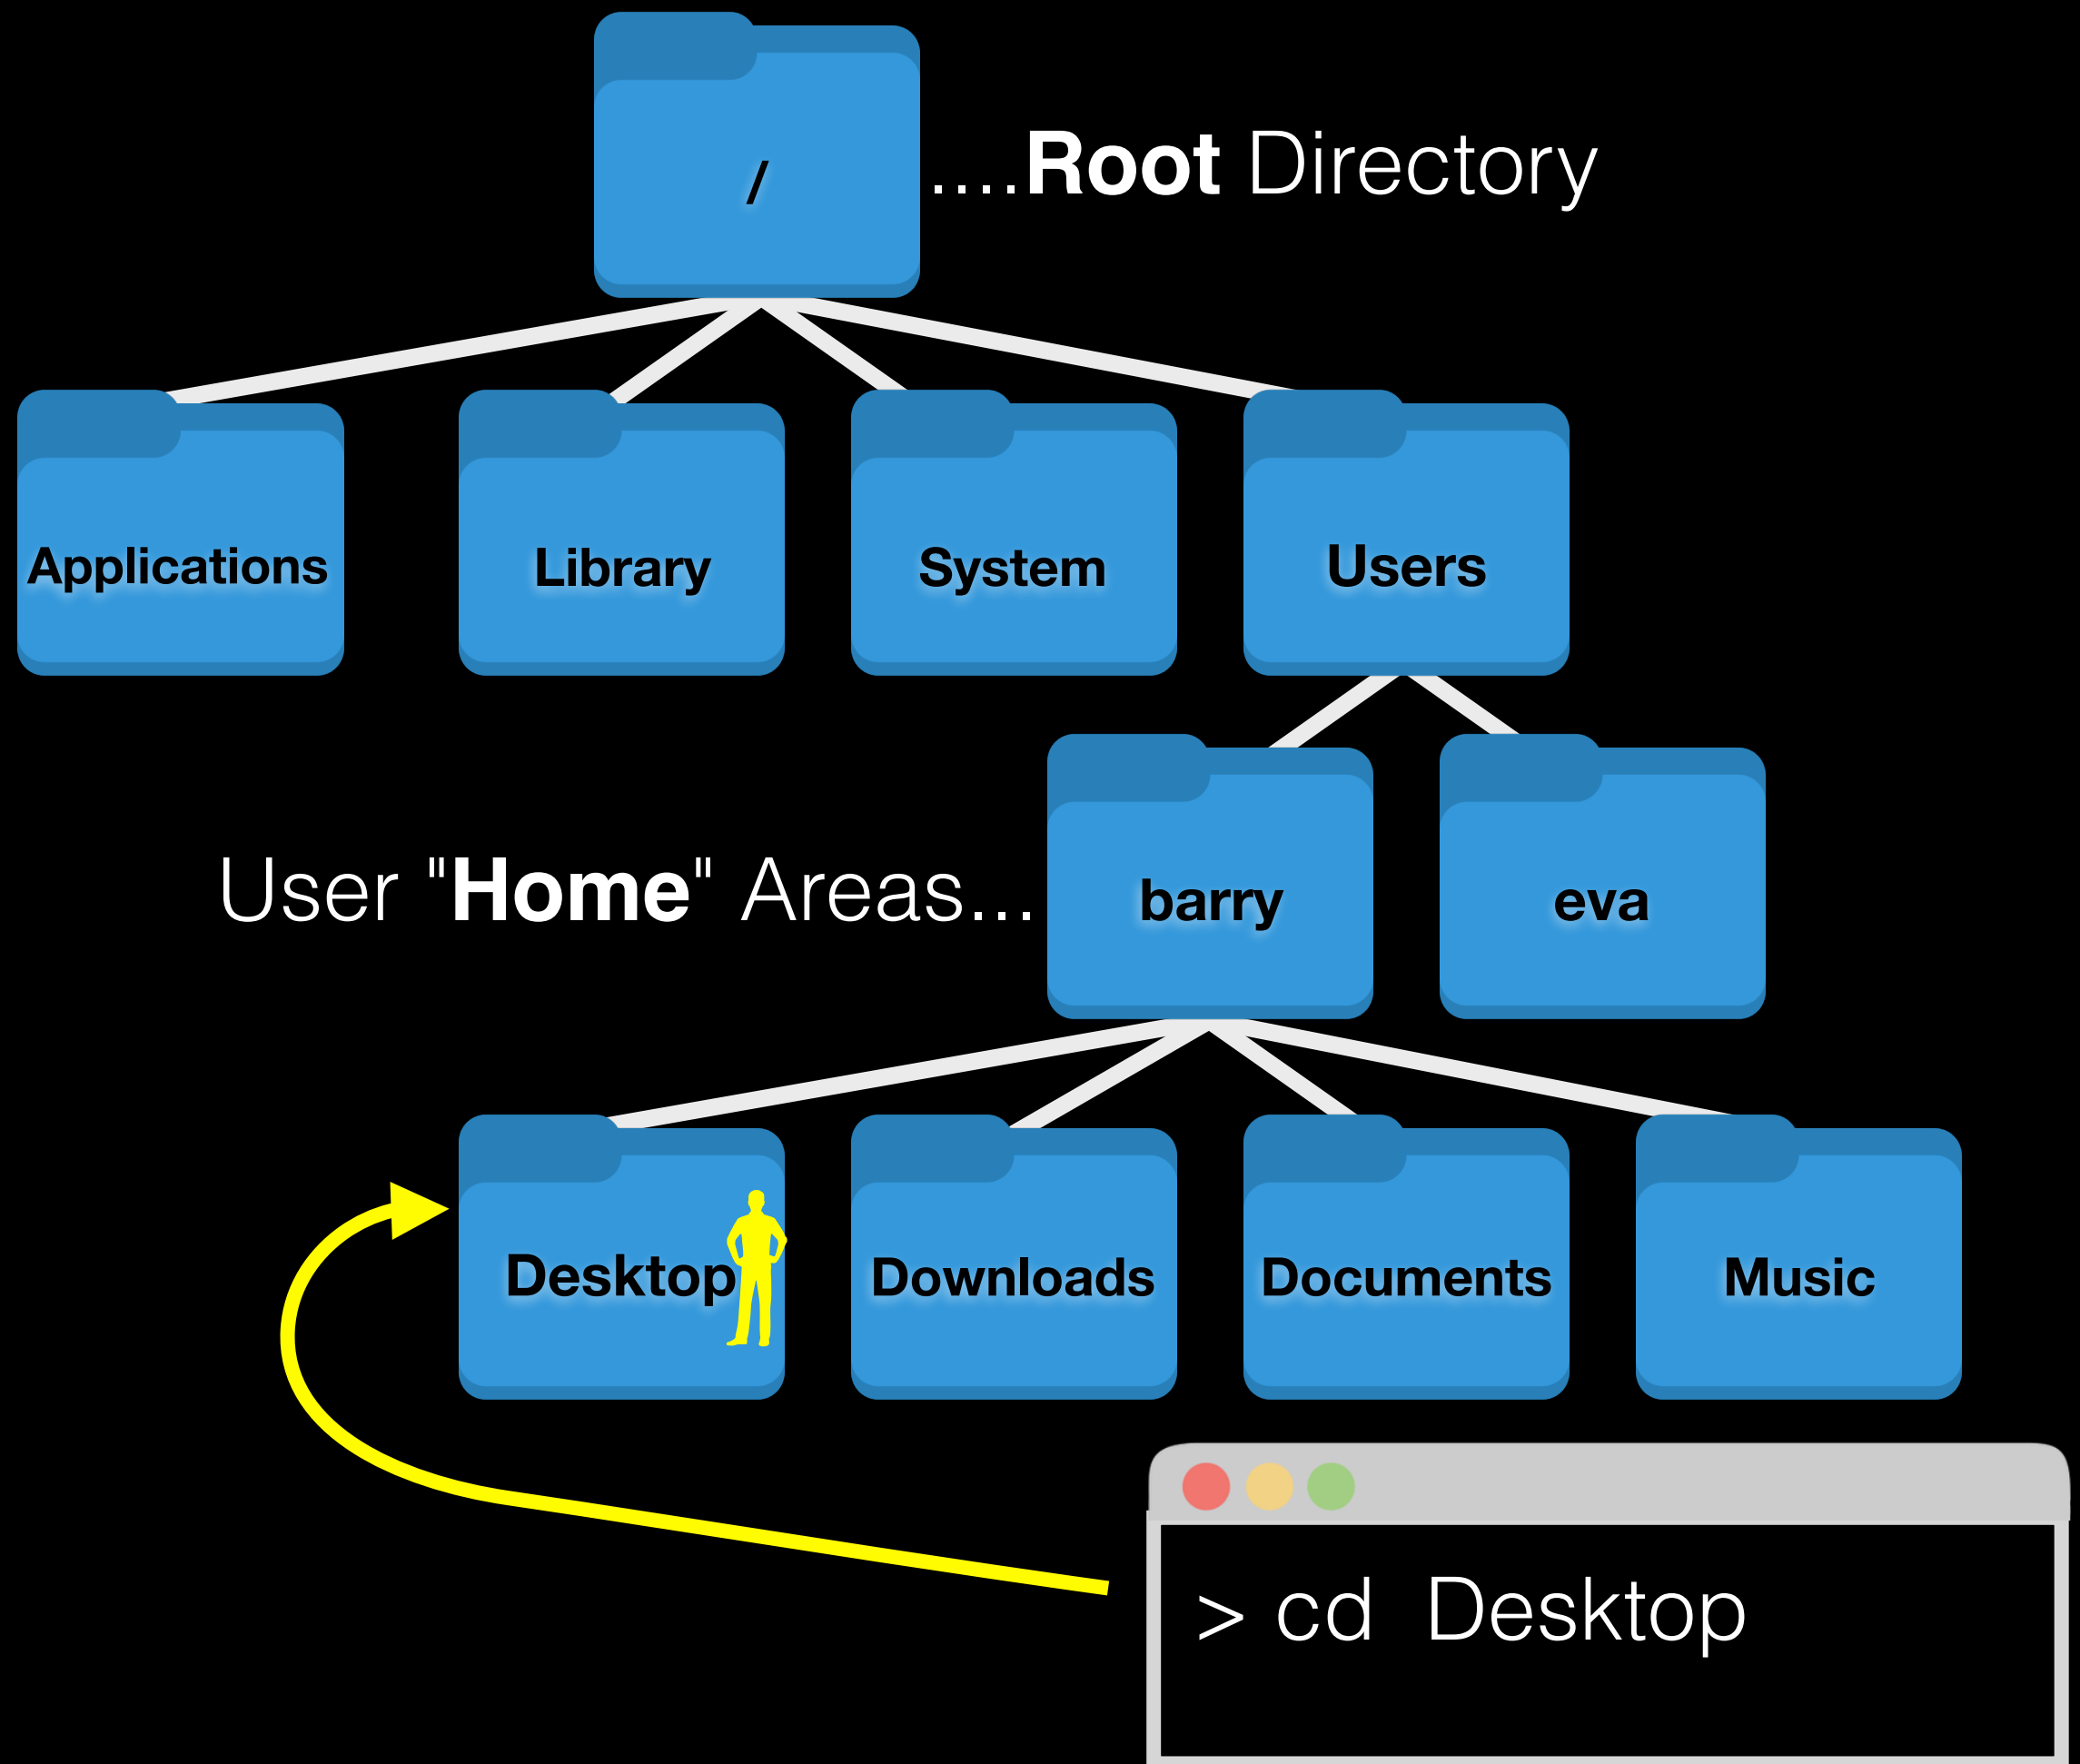 /
....Root Directory
Applications
Library
System
Users
User "Home" Areas...
barry
eva
Desktop
Downloads
Documents
Music
> cd  Desktop